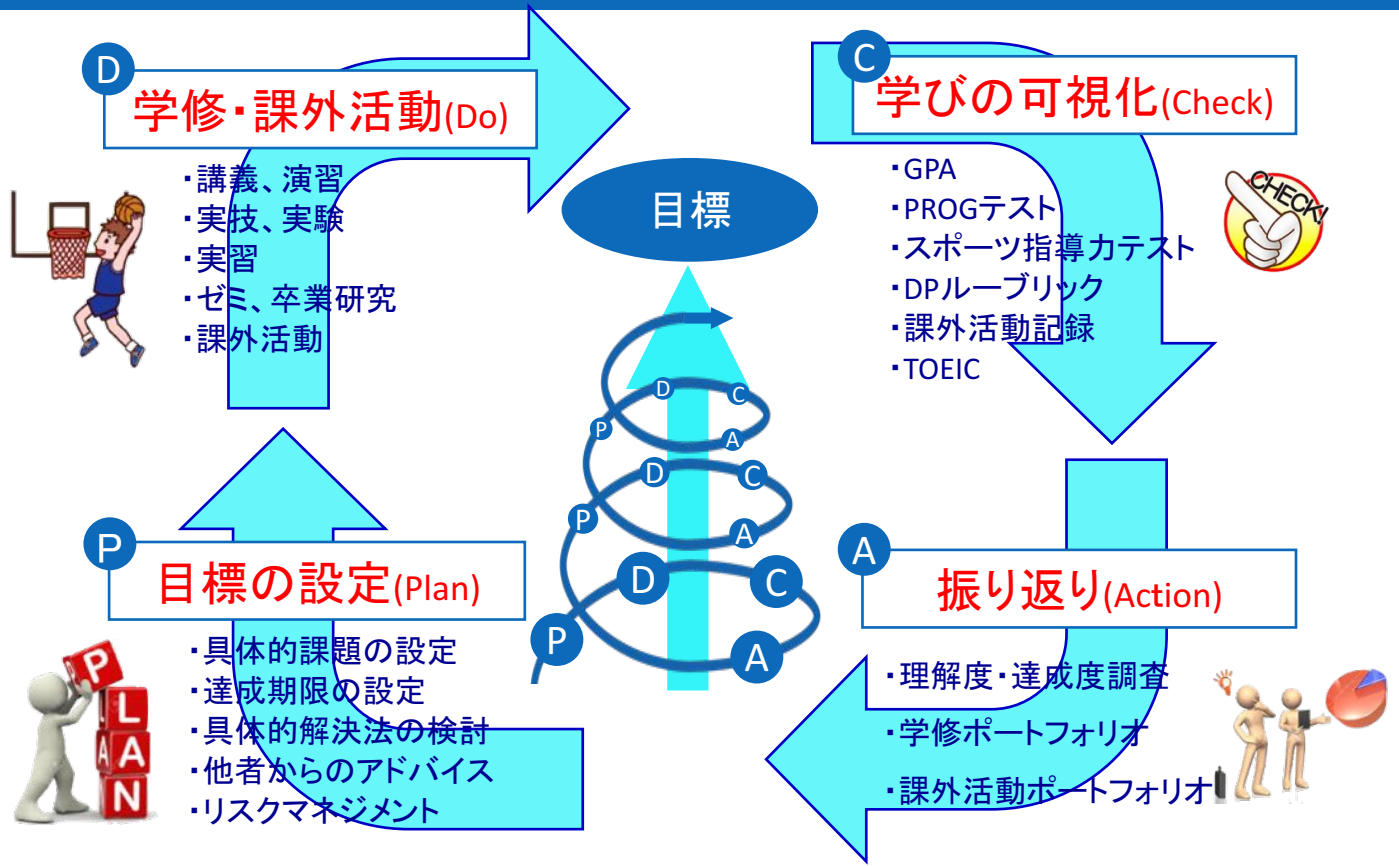 D
学修・課外活動(Do)
・講義、演習
・実技、実験
・実習
・ゼミ、卒業研究
・課外活動
C
学びの可視化(Check)
・GPA
・PROGテスト
・スポーツ指導力テスト
・DPルーブリック
・課外活動記録
・TOEIC
CHECK!
目標
D
C
P
A
D
C
P
A
D
C
P
A
P
目標の設定(Plan)
・具体的課題の設定
・達成期限の設定
・具体的解決法の検討
・他者からのアドバイス
・リスクマネジメント
P
L
A A
N
A
振り返り(Action)
・理解度・達成度調査
・学修ポートフォリオ
・課外活動ポートフォリオ